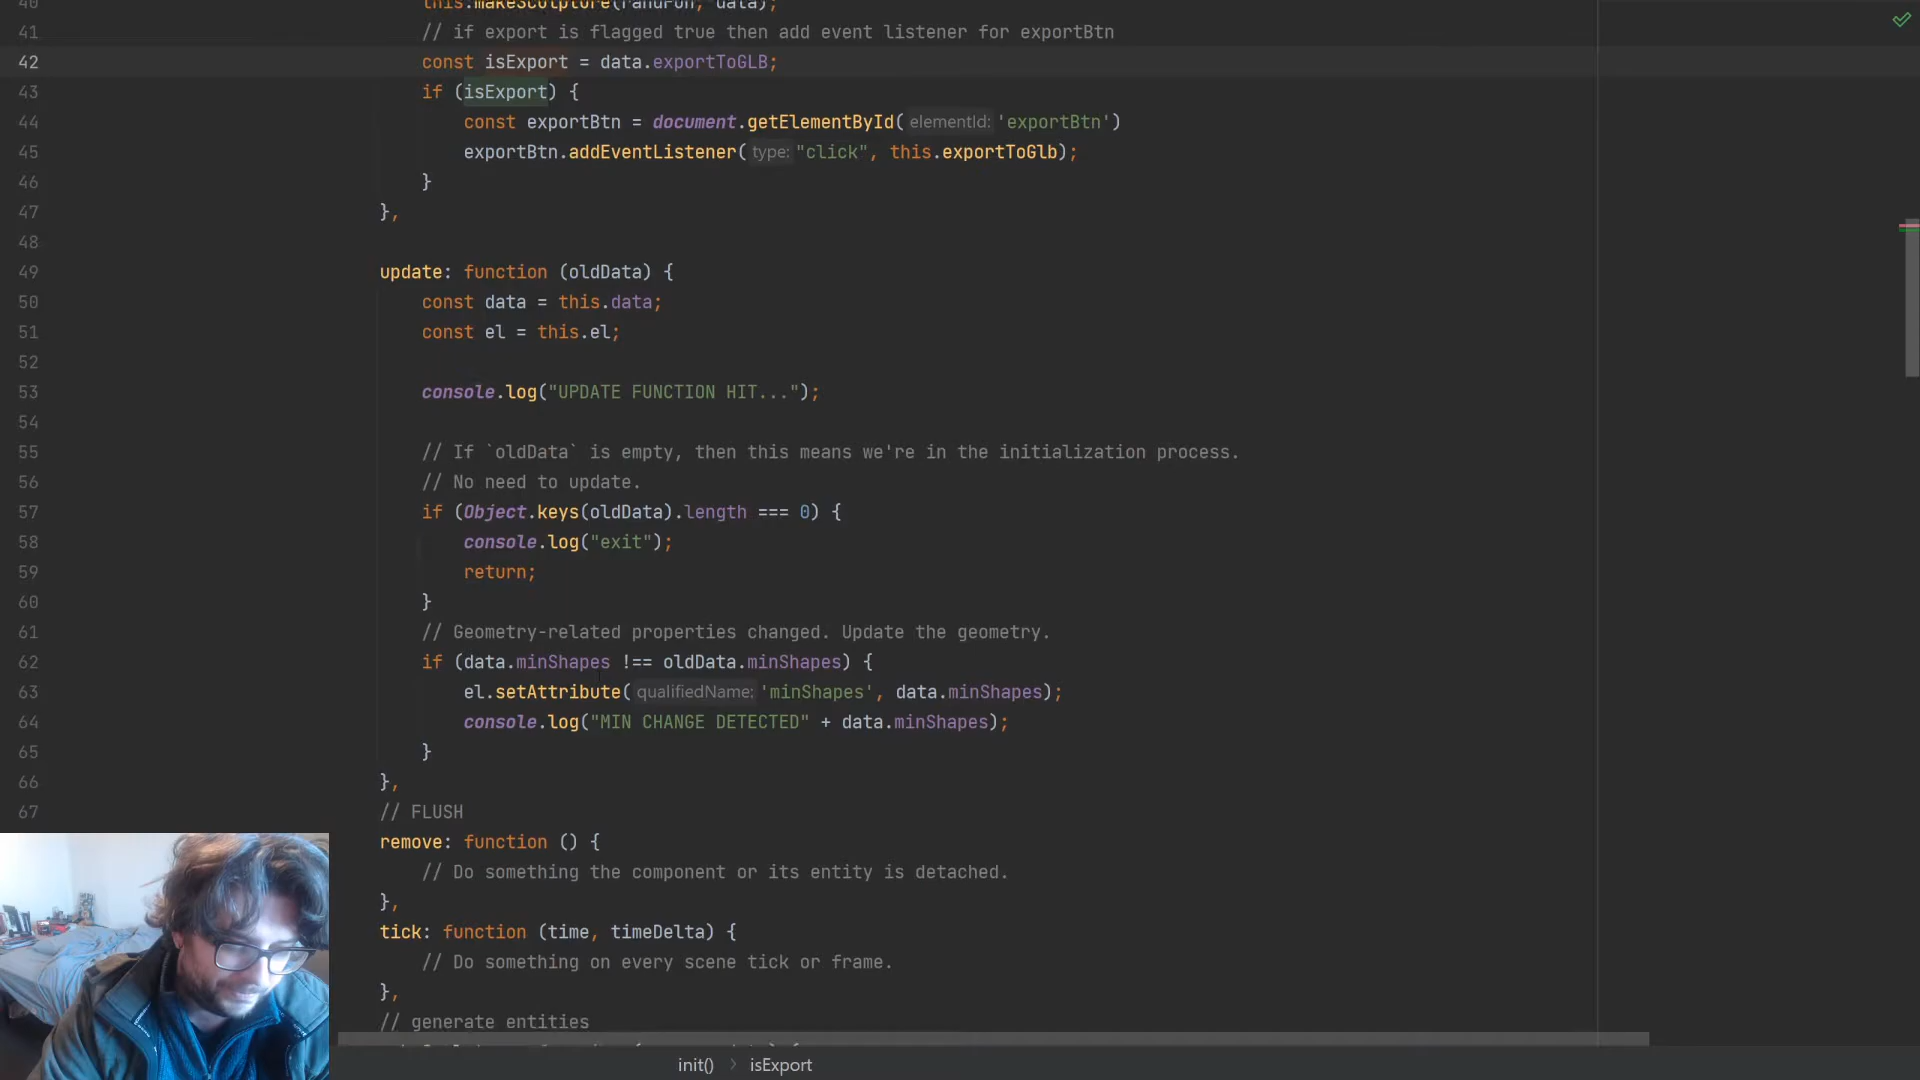 40 this.makeSculpture(randFun, data);
41 // if export is flagged true then add event listener for exportBtn
42 const isExport = data.exportToGLB;
43 if (isExport) {
44 const exportBtn = document.getElementById( elementId: 'exportBtn')
45 exportBtn.addEventListener( type: "click", this.exportToGlb);
46 }
47 },
48
49 update: function (oldData) {
50 const data = this.data;
51 const el = this.el;
52
53 console.log("UPDATE FUNCTION HIT...");
54
55 // If `oldData` is empty, then this means we're in the initialization process.
56 // No need to update.
57 if (Object.keys(oldData).length === 0) {
58 console.log("exit");
59 return;
60 }
61 // Geometry-related properties changed. Update the geometry.
62 if (data.minShapes !== oldData.minShapes) {
63 el.setAttribute( qualifiedName: 'minShapes', data.minShapes);
64 console.log("MIN CHANGE DETECTED" + data.minShapes);
65 }
66 },
67 // FLUSH
remove: function () {
// Do something the component or its entity is detached.
},
tick: function (time, timeDelta) {
// Do something on every scene tick or frame.
},
// generate entities
init() > isExport